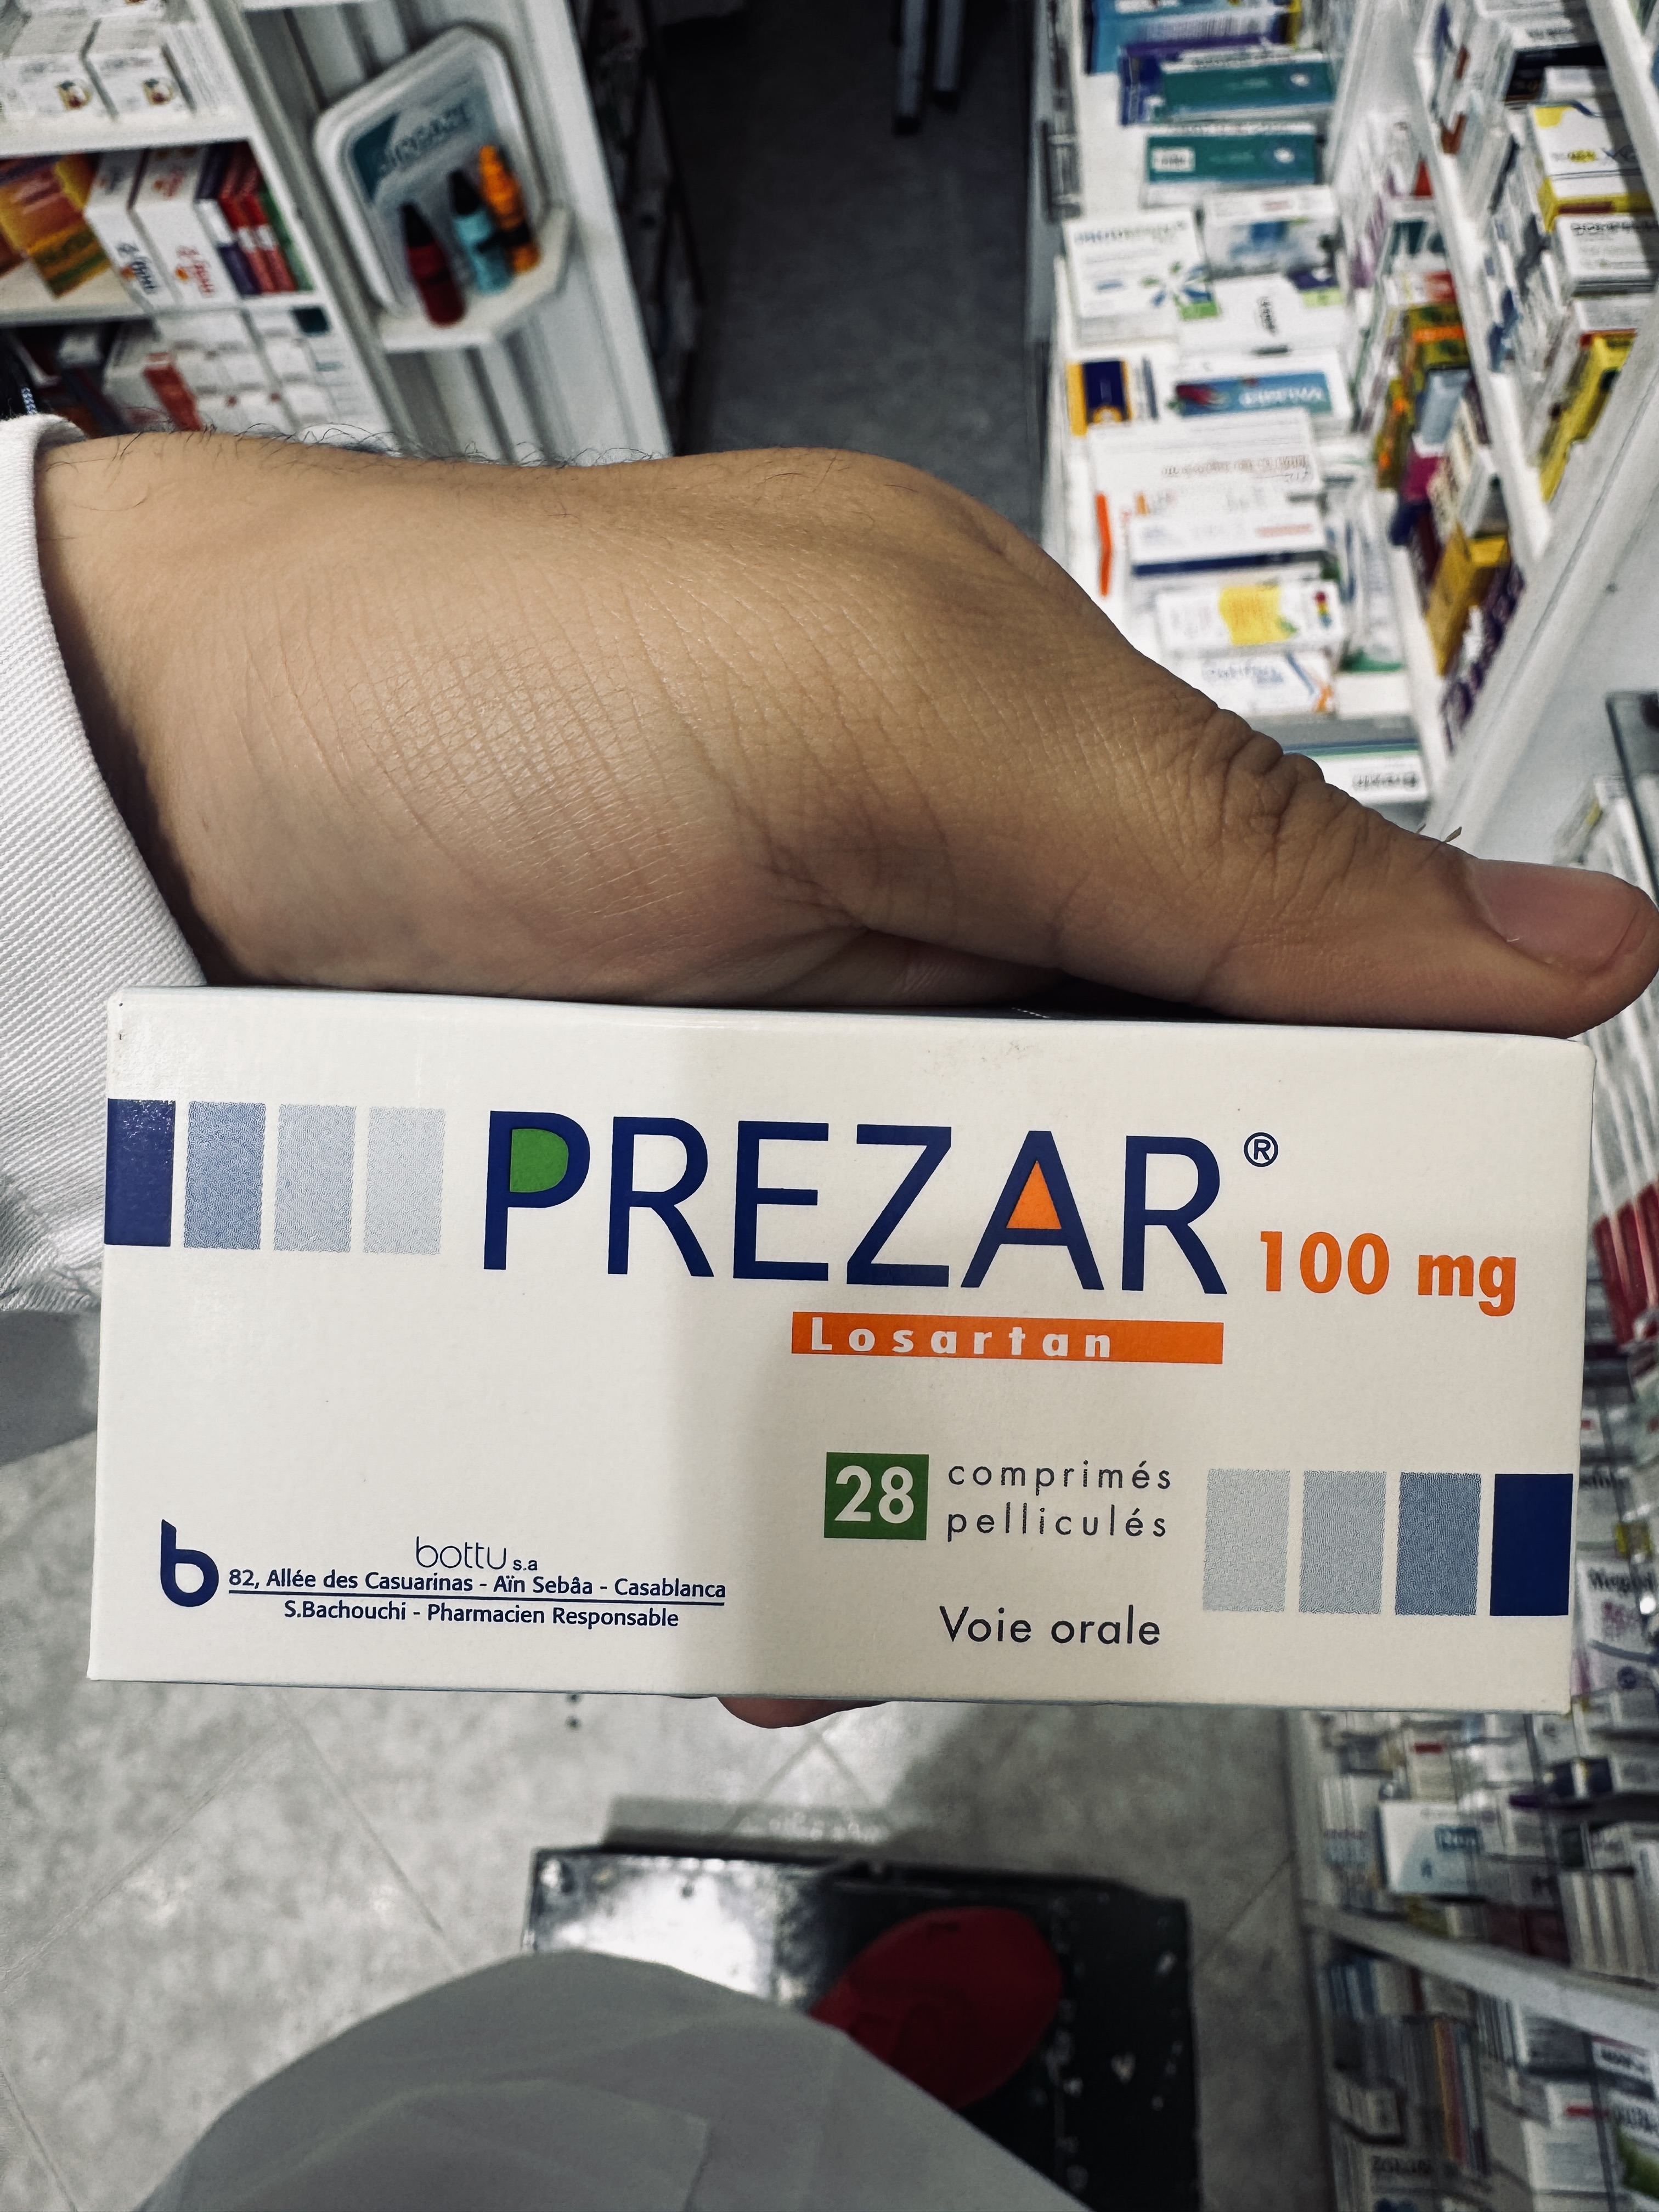 PREZAR® 100 mg
Losartan
28 comprimés
pelliculés
Voie orale
b bottu s.a
82, Allée des Casuarinas - Aïn Sebâa - Casablanca
S.Bachouchi - Pharmacien Responsable